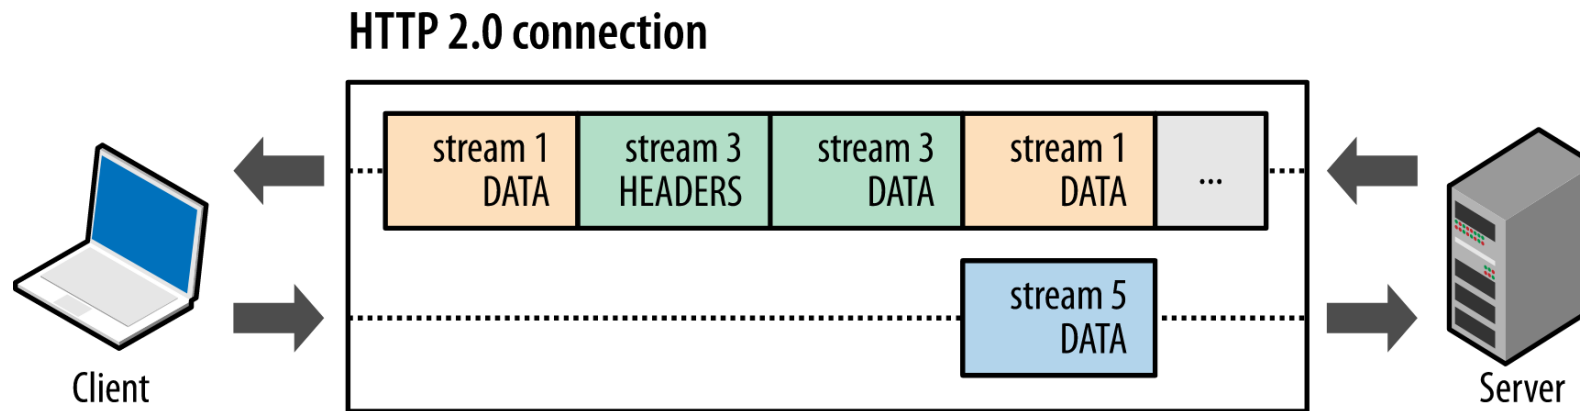 HTTP 2.0 connection
stream 1
DATA
stream 3
HEADERS
stream 3
DATA
stream 1
DATA
...
stream 5
DATA
Client
Server